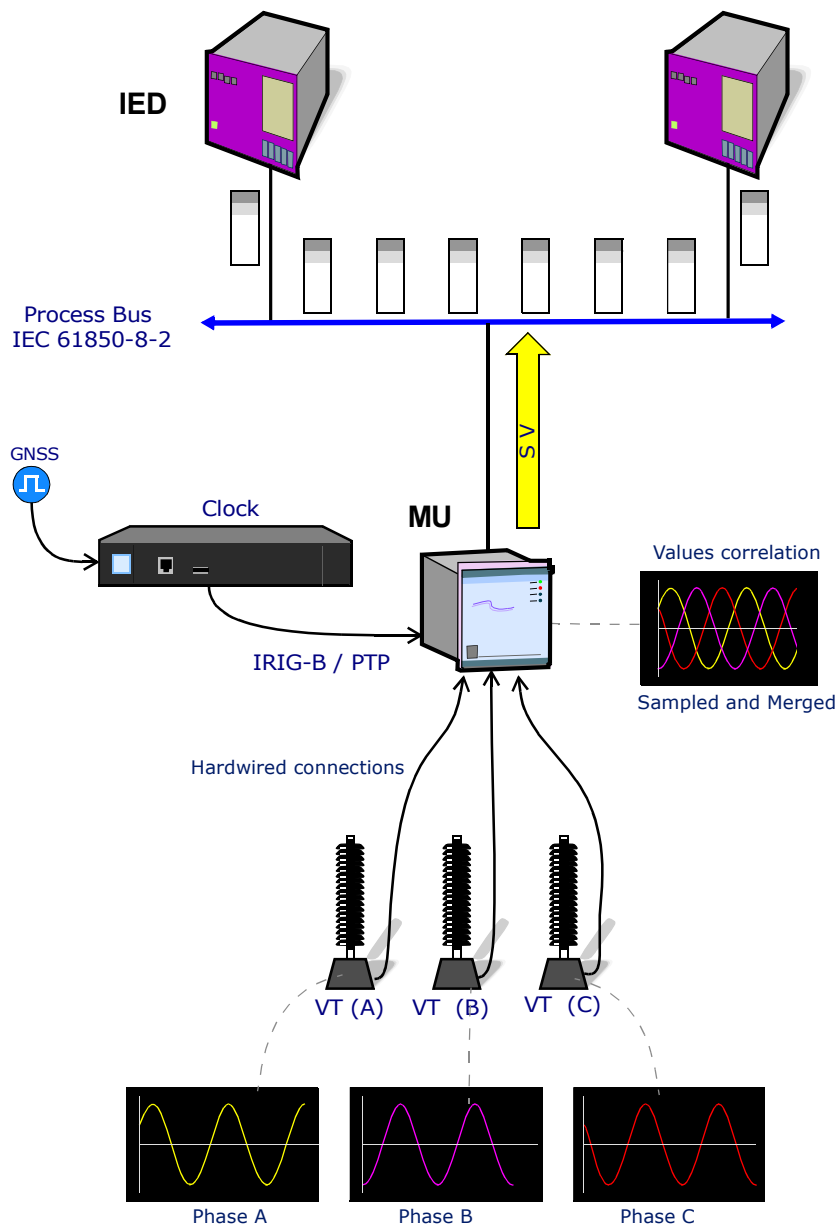 IED
Process Bus
IEC 61850-8-2
S V
GNSS
Clock
MU
Values correlation
IRIG-B / PTP
Sampled and Merged
Hardwired connections
VT (A)
VT (B)
VT (C)
Phase A
Phase B
Phase C